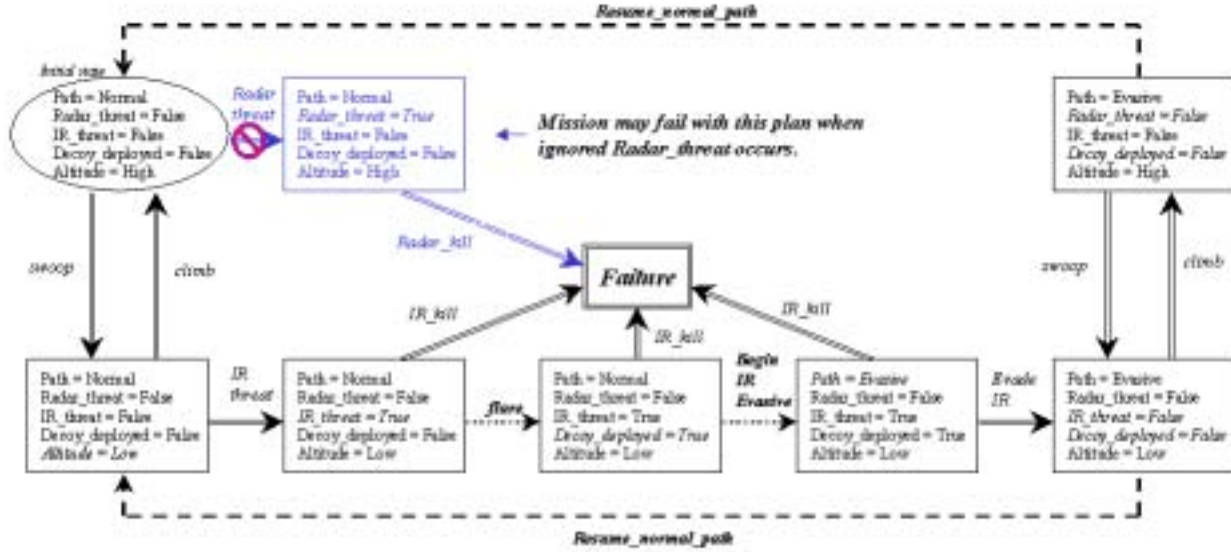 Resume_normal_path
Initial state
Path = Normal
Radar_threat = False
IR_threat = False
Decoy_deployed = False
Altitude = High
Radar
threat
Path = Normal
Radar_threat = True
IR_threat = False
Decoy_deployed = False
Altitude = High
Mission may fail with this plan when
ignored Radar_threat occurs.
Path = Evasive
Radar_threat = False
IR_threat = False
Decoy_deployed = False
Altitude = High
swoop
climb
Radar_kill
Failure
swoop
climb
IR_kill
IR_kill
IR_kill
Path = Normal
Radar_threat = False
IR_threat = False
Decoy_deployed = False
Altitude = Low
IR
threat
Path = Normal
Radar_threat = False
IR_threat = True
Decoy_deployed = False
Altitude = Low
flare
Path = Normal
Radar_threat = False
IR_threat = True
Decoy_deployed = True
Altitude = Low
Begin
IR
Evasive
Path = Evasive
Radar_threat = False
IR_threat = True
Decoy_deployed = True
Altitude = Low
Evade
IR
Path = Evasive
Radar_threat = False
IR_threat = False
Decoy_deployed = False
Altitude = Low
Resume_normal_path